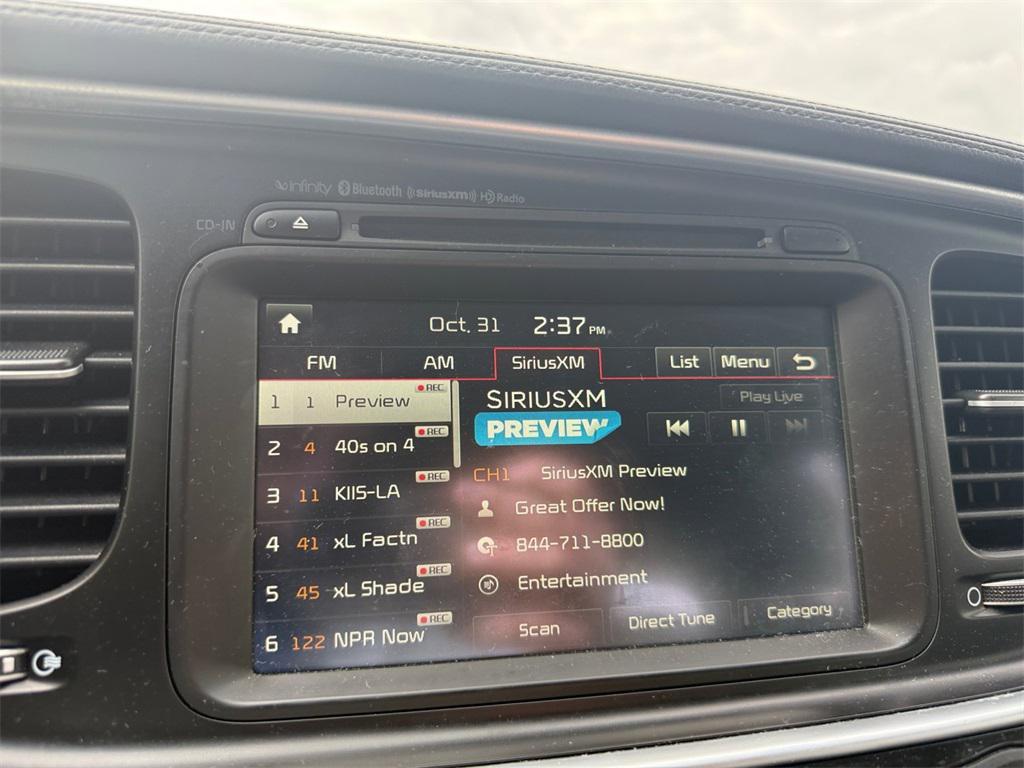 infinity Bluetooth ((SiriusXM)) HD Radio
CD-IN
Oct. 31 2:37 PM
FM AM SiriusXM List Menu
1 1 Preview REC
2 4 40s on 4 REC
3 11 KIIS-LA REC
4 41 xL Factn REC
5 45 xL Shade REC
6 122 NPR Now REC
SIRIUSXM
PREVIEW
Play Live
CH1 SiriusXM Preview
Great Offer Now!
844-711-8800
Entertainment
Scan Direct Tune Category